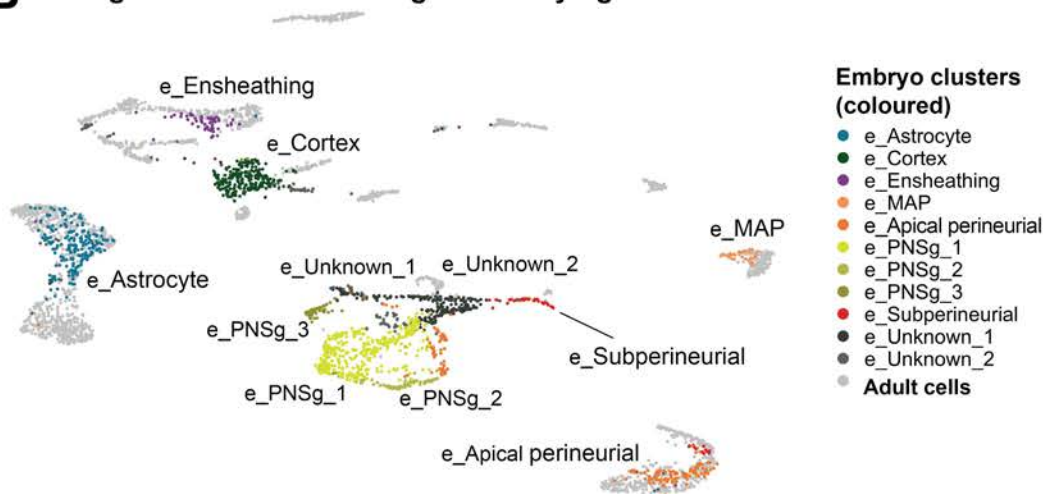 e_Ensheathing
e_Cortex
e_Astrocyte
e_Unknown_1
e_Unknown_2
e_PNSg_3
e_PNSg_1
e_PNSg_2
e_Subperineurial
e_MAP
e_Apical perineurial
Embryo clusters
(coloured)
e_Astrocyte
e_Cortex
e_Ensheathing
e_MAP
e_Apical perineurial
e_PNSg_1
e_PNSg_2
e_PNSg_3
e_Subperineurial
e_Unknown_1
e_Unknown_2
Adult cells